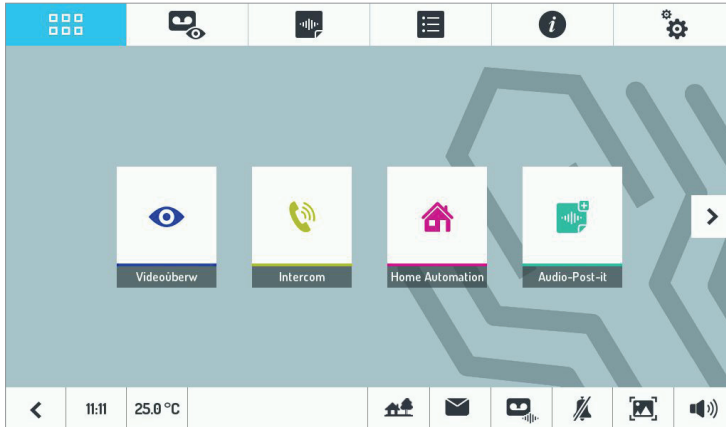 Videoüberw
Intercom
Home Automation
Audio-Post-it
11:11
25.0 °C